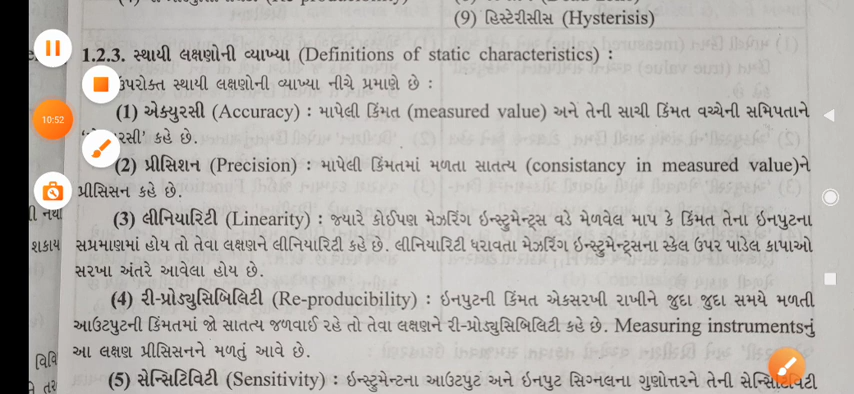 (9) હિસ્ટેરીસીસ (Hysterisis)
1.2.3. સ્થાયી લક્ષણોની વ્યાખ્યા (Definitions of static characteristics) :
ઉપરોક્ત સ્થાયી લક્ષણોની વ્યાખ્યા નીચે પ્રમાણે છે :
(1) એક્યુરસી (Accuracy) : માપેલી કિંમત (measured value) અને તેની સાચી કિંમત વચ્ચેની સમિપતાને
કહે છે.
10:52
(2) પ્રીસિશન (Precision) : માપેલી કિંમતમાં મળતા સાતત્ય (consistancy in measured value)ને
પ્રીસિસન કહે છે.
(3) લીનિયારિટી (Linearity) : જ્યારે કોઈપણ મેઝરિંગ ઇન્સ્ટ્રુમેન્ટ્સ વડે મેળવેલ માપ કે કિંમત તેના ઇનપુટના
શકાય સપ્રમાણમાં હોય તો તેવા લક્ષણને લીનિયારિટી કહે છે. લીનિયારિટી ધરાવતા મેઝરિંગ ઇન્સ્ટ્રુમેન્ટ્સના સ્કેલ ઉપર પાડેલ કાપાઓ
સરખા અંતરે આવેલા હોય છે.
(4) રી-પ્રોડ્યુસિબિલિટી (Re-producibility) : ઇનપુટની કિંમત એકસરખી રાખીને જુદા જુદા સમયે મળતી
આઉટપુટની કિંમતમાં જો સાતત્ય જળવાઈ રહે તો તેવા લક્ષણને રી-પ્રોડ્યુસિબિલિટી કહે છે. Measuring instrumentsનું
આ લક્ષણ પ્રીસિસનને મળતું આવે છે.
(5) સેન્સિટિવિટી (Sensitivity) : ઇન્સ્ટ્રુમેન્ટના આઉટપુટ અને ઇનપુટ સિગ્નલના ગુણોત્તરને તેની